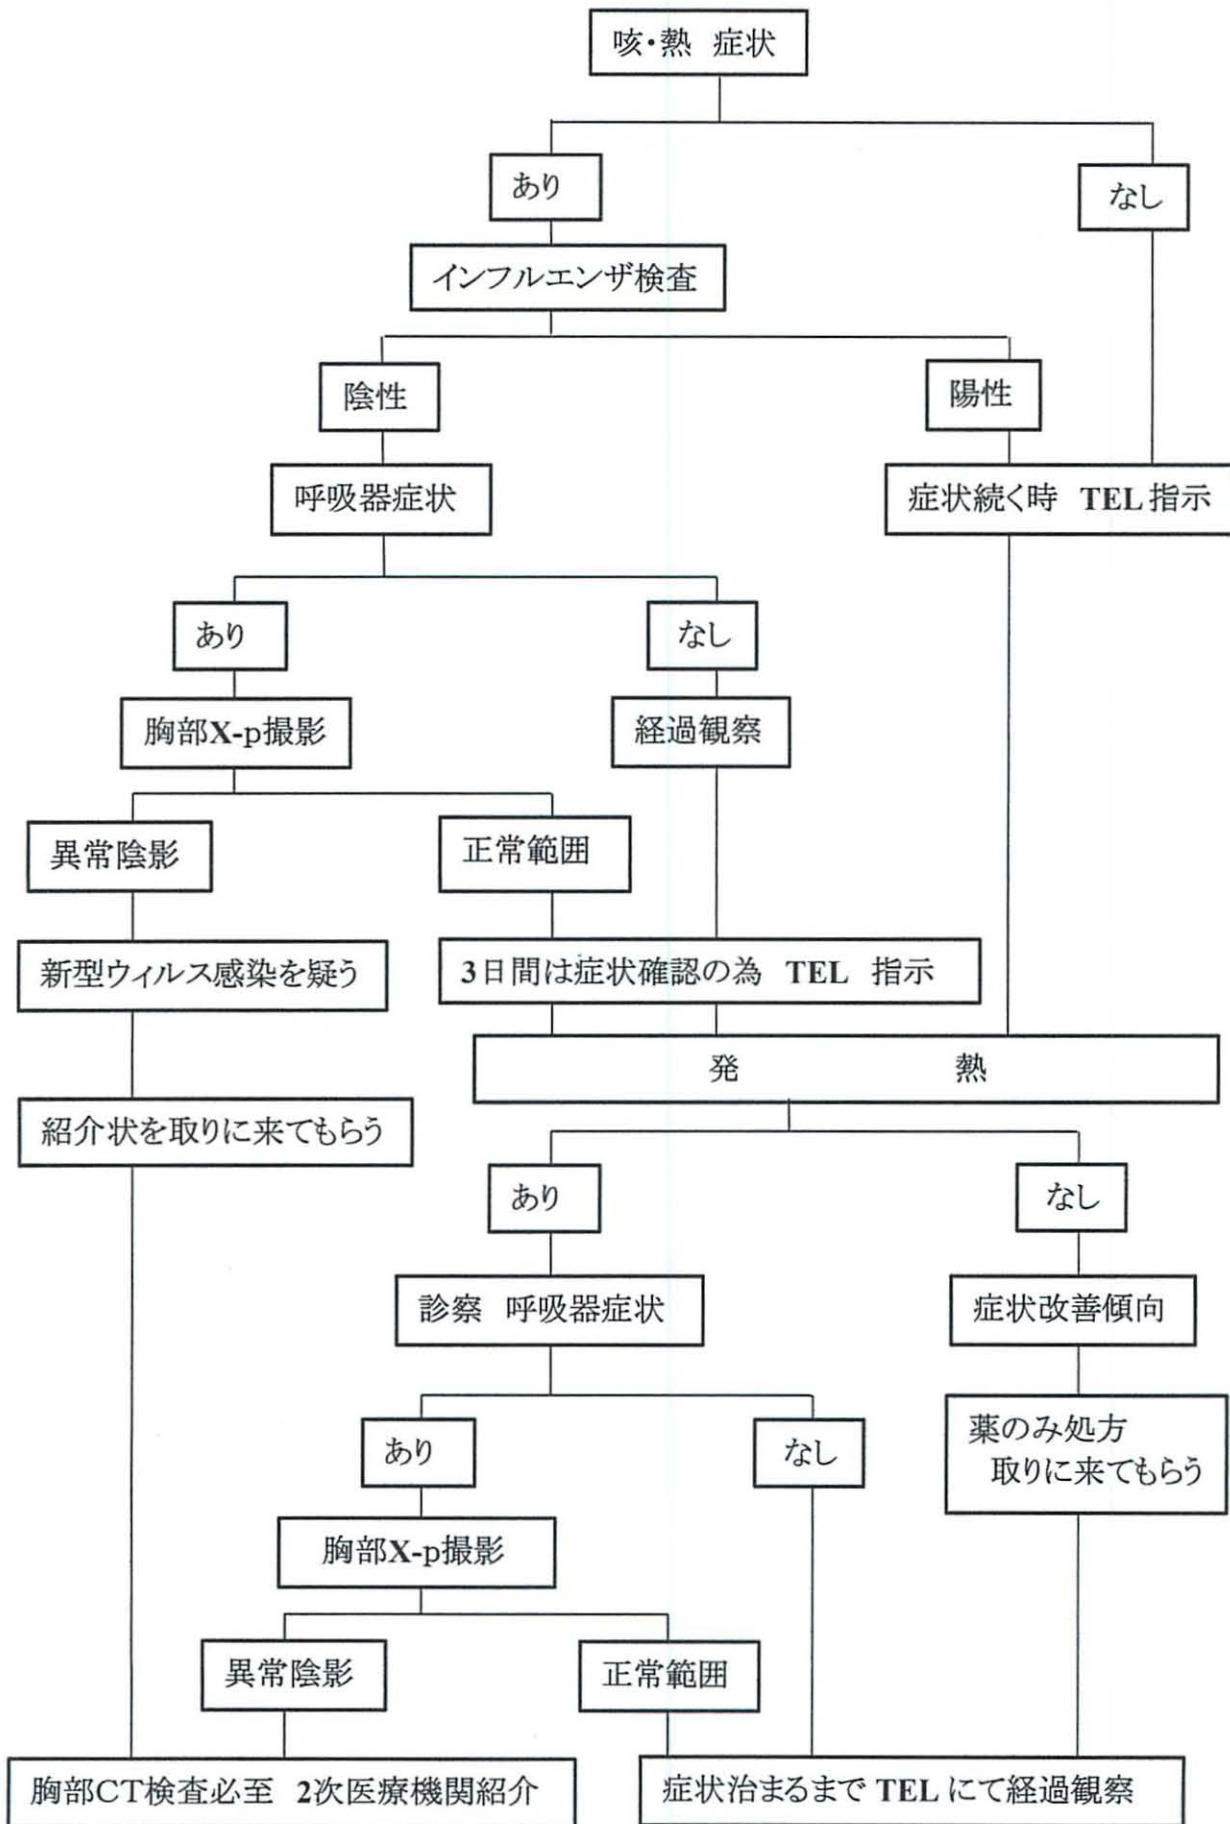 咳・熱 症状
あり
なし
インフルエンザ検査
陰性
陽性
呼吸器症状
症状続く時 TEL指示
あり
なし
胸部X-p撮影
経過観察
異常陰影
正常範囲
新型ウィルス感染を疑う
3日間は症状確認の為 TEL 指示
発 熱
紹介状を取りに来てもらう
あり
なし
診察 呼吸器症状
症状改善傾向
あり
なし
薬のみ処方
取りに来てもらう
胸部X-p撮影
異常陰影
正常範囲
胸部CT検査必至 2次医療機関紹介
症状治まるまで TEL にて経過観察